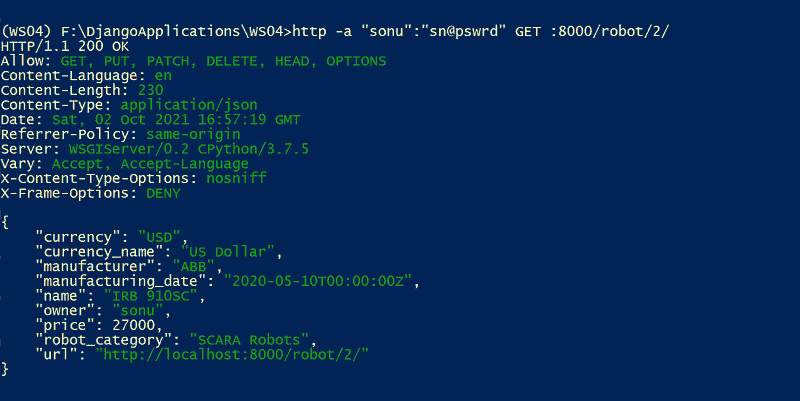 (WS04) F:\DjangoApplications\WSO4>http -a "sonu":"sn@pswrd" GET :8000/robot/2/
HTTP/1.1 200 OK
Allow: GET, PUT, PATCH, DELETE, HEAD, OPTIONS
Content-Language: en
Content-Length: 230
Content-Type: application/json
Date: Sat, 02 Oct 2021 16:57:19 GMT
Referrer-Policy: same-origin
Server: WSGIServer/0.2 CPython/3.7.5
Vary: Accept, Accept-Language
X-Content-Type-Options: nosniff
X-Frame-Options: DENY
{
    "currency": "USD",
    "currency_name": "US Dollar",
    "manufacturer": "ABB",
    "manufacturing_date": "2020-05-10T00:00:00Z",
    "name": "IRB 910SC",
    "owner": "sonu",
    "price": 27000,
    "robot_category": "SCARA Robots",
    "url": "http://localhost:8000/robot/2/"
}